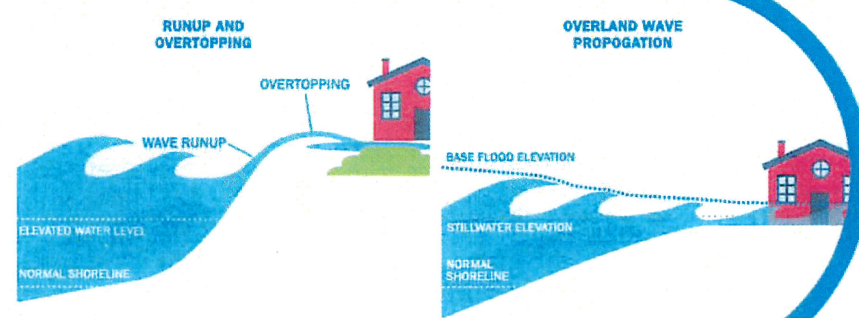 RUNUP AND
OVERTOPPING
OVERTOPPING
WAVE RUNUP
ELEVATED WATER LEVEL
NORMAL SHORELINE
OVERLAND WAVE
PROPOGATION
BASE FLOOD ELEVATION
STILLWATER ELEVATION
NORMAL
SHORELINE